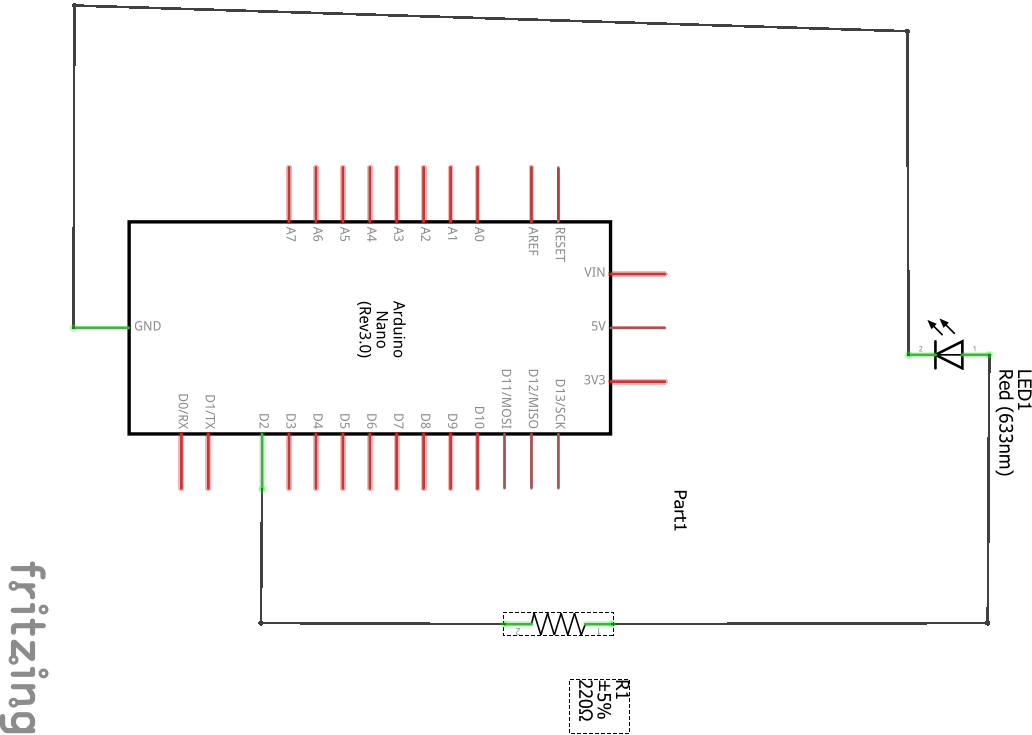 A7
A6
A5
A4
A3
A2
A1
A0
AREF
RESET
VIN
5V
3V3
GND
Arduino
Nano
(Rev3.0)
D0/RX
D1/TX
D2
D3
D4
D5
D6
D7
D8
D9
D10
D11/MOSI
D12/MISO
D13/SCK
2
1
LED1
Red (633nm)
Part1
2
1
R1
±5%
220Ω
fritzing